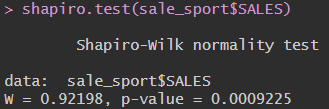 > shapiro.test(sale_sport$SALES)
Shapiro-Wilk normality test
data:  sale_sport$SALES
W = 0.92198, p-value = 0.0009225